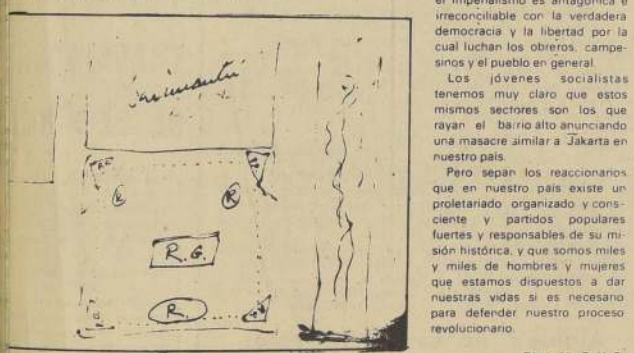 R.
R.
R.G.
R.
el imperialismo es antagónica e
irreconciliable con la verdadera
democracia y la libertad por la
cual luchan los obreros, campe-
sinos y el pueblo en general.
Los jóvenes socialistas
tenemos muy claro que estos
mismos sectores son los que
rayan el barrio alto anunciando
una masacre similar a Jakarta en
nuestro país.
Pero sepan los reaccionarios
que en nuestro país existe un
proletariado organizado y cons-
ciente y partidos populares
fuertes y responsables de su mi-
sión histórica, y que somos miles
y miles de hombres y mujeres
que estamos dispuestos a dar
nuestras vidas si es necesario
para defender nuestro proceso
revolucionario.